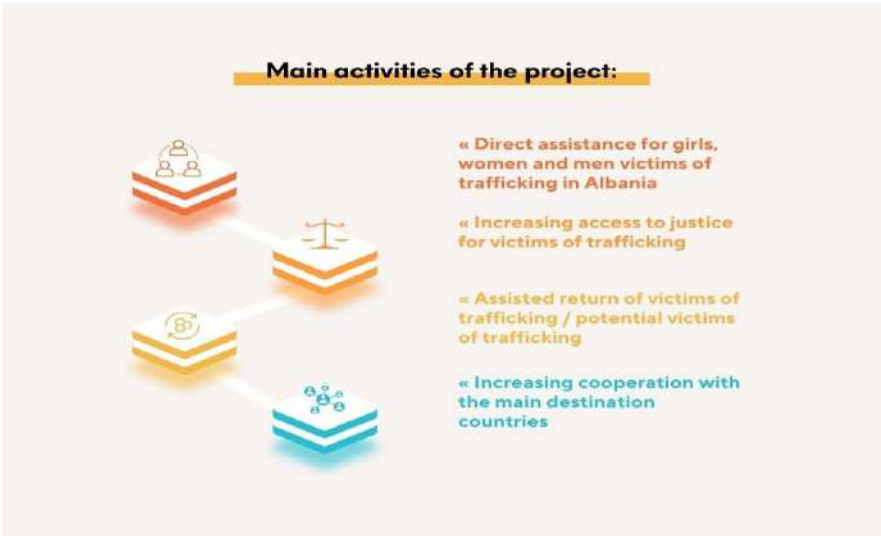 Main activities of the project:
« Direct assistance for girls,
women and men victims of
trafficking in Albania
« Increasing access to justice
for victims of trafficking
« Assisted return of victims of
trafficking / potential victims
of trafficking
« Increasing cooperation with
the main destination
countries